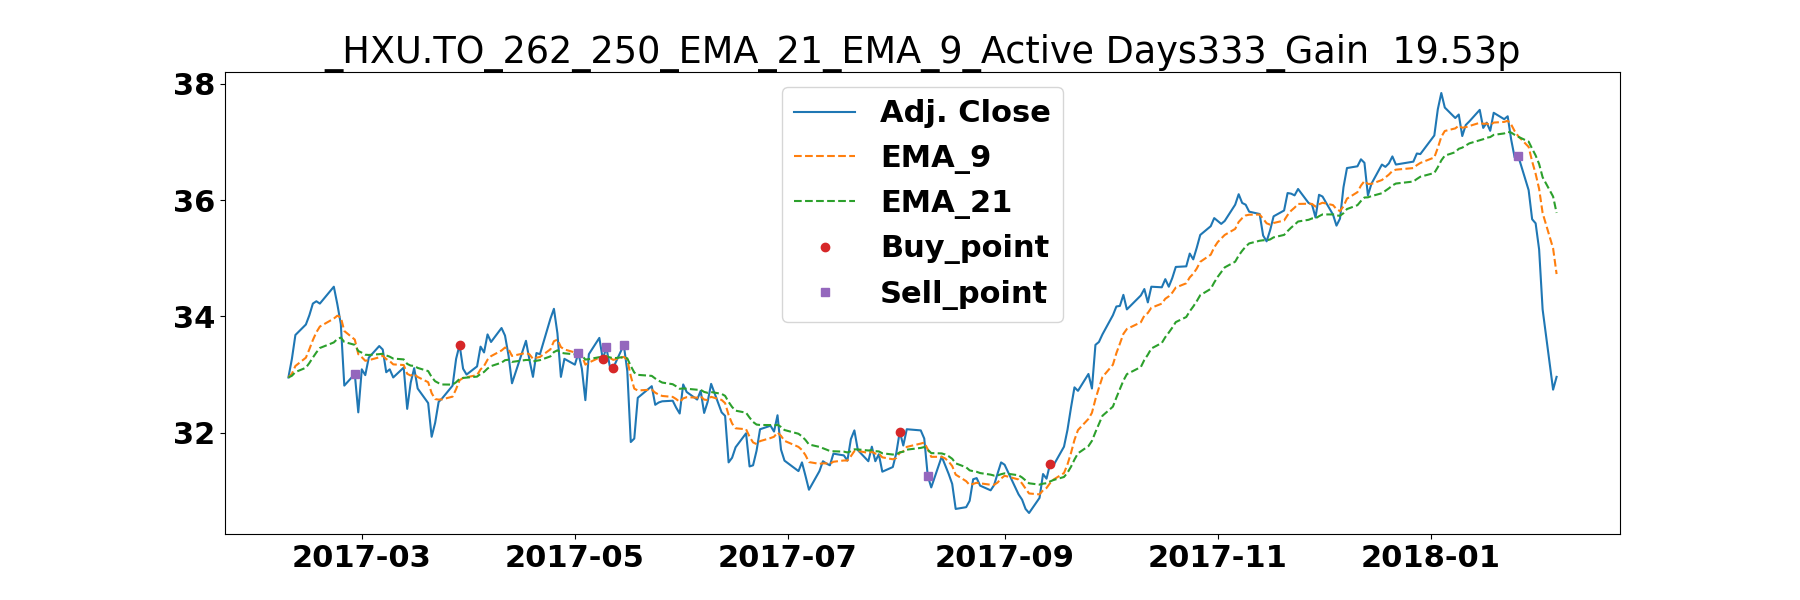 _HXU.TO_262_250_EMA_21_EMA_9_Active Days333_Gain  19.53p
38
36
34
32
Adj. Close
EMA_9
EMA_21
Buy_point
Sell_point
2017-03 2017-05 2017-07 2017-09 2017-11 2018-01